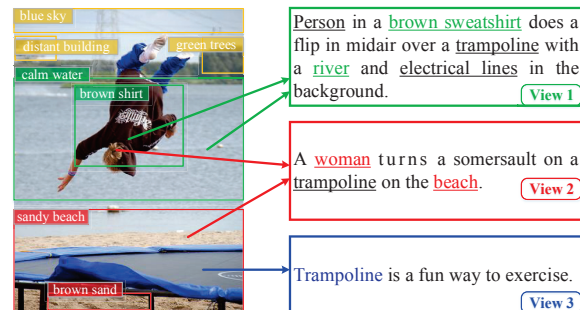 blue sky
distant building
green trees
calm water
brown shirt
sandy beach
brown sand
Person in a brown sweatshirt does a
flip in midair over a trampoline with
a river and electrical lines in the
background.
View 1
A woman turns a somersault on a
trampoline on the beach.
View 2
Trampoline is a fun way to exercise.
View 3